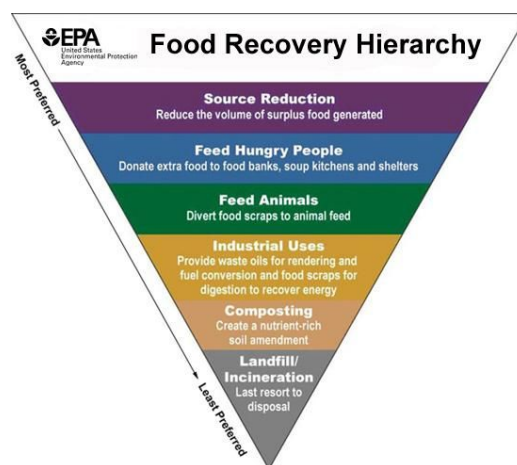 EPA
United States
Environmental Protection
Agency
Food Recovery Hierarchy
Most Preferred
Source Reduction
Reduce the volume of surplus food generated
Feed Hungry People
Donate extra food to food banks, soup kitchens and shelters
Feed Animals
Divert food scraps to animal feed
Industrial Uses
Provide waste oils for rendering and
fuel conversion and food scraps for
digestion to recover energy
Composting
Create a nutrient-rich
soil amendment
Landfill/
Incineration
Last resort to
disposal
Least Preferred